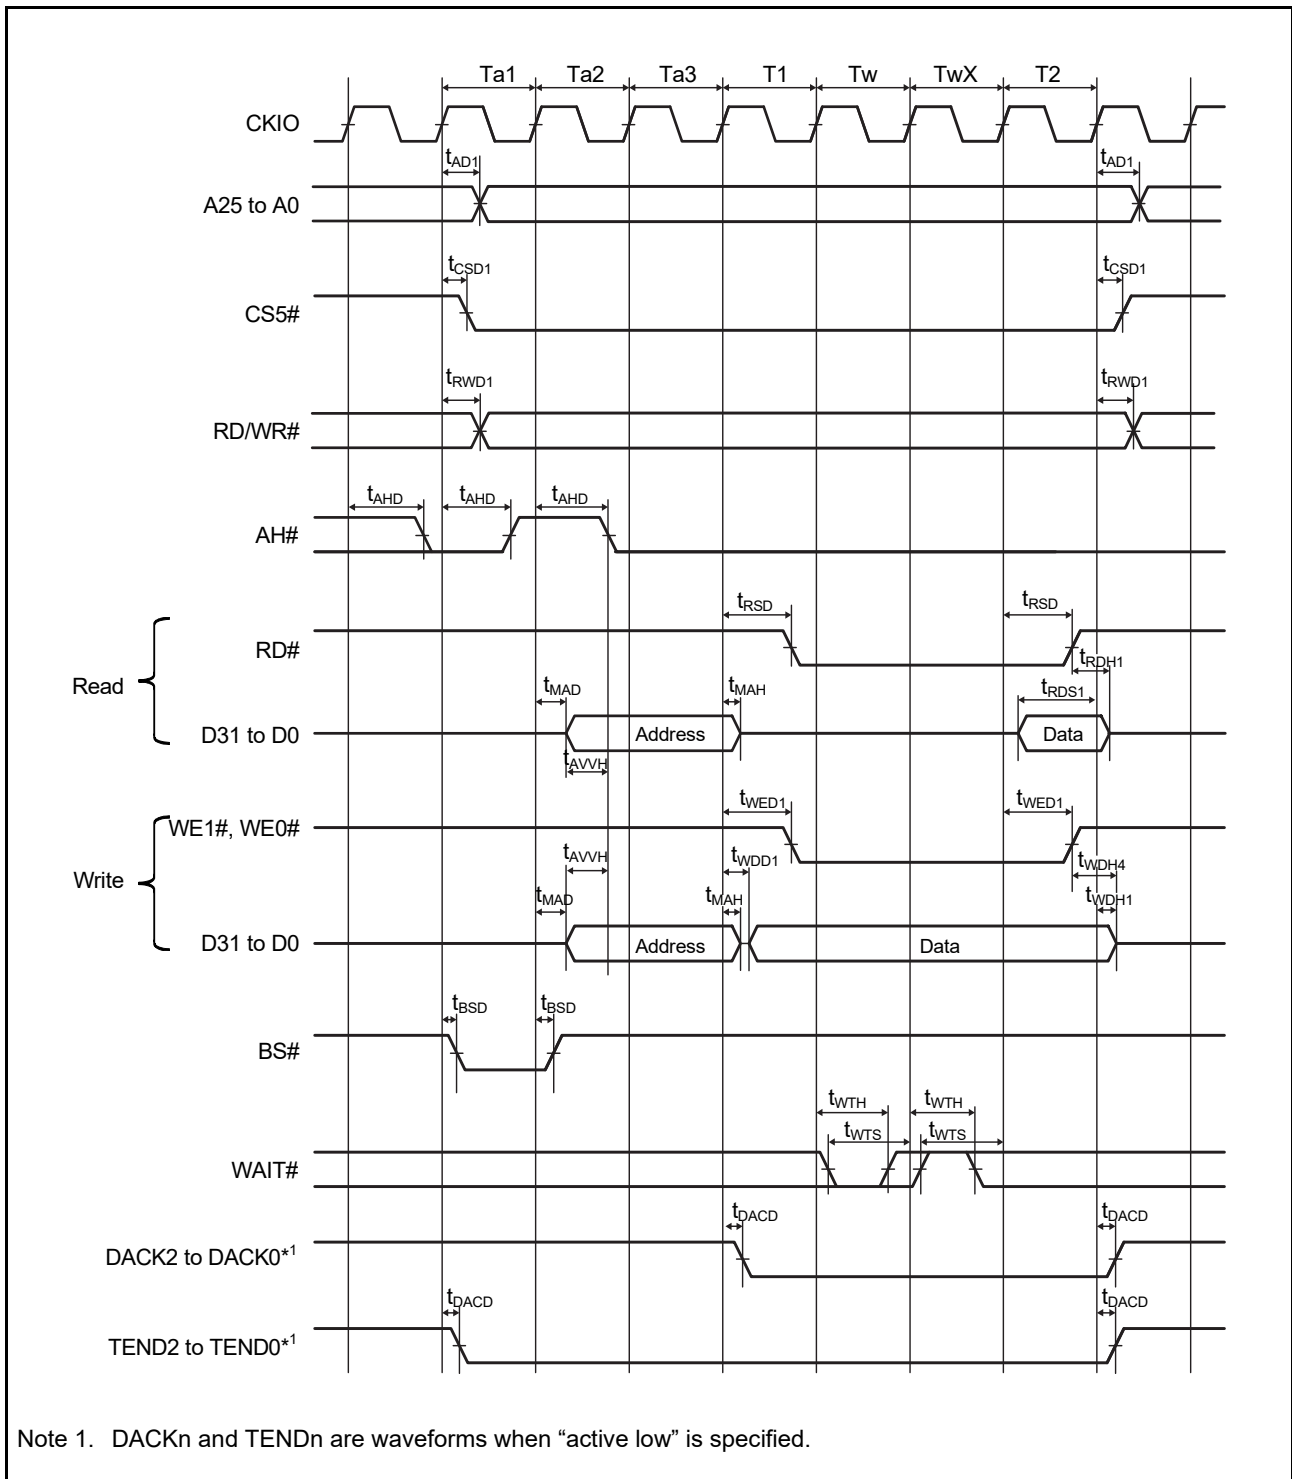 Ta1 Ta2 Ta3 T1 Tw TwX T2
CKIO
tAD1 tAD1
A25 to A0
tCSD1 tCSD1
CS5#
tRWD1 tRWD1
RD/WR#
tAHD tAHD tAHD
AH#
tRSD tRSD
RD#
tRDH1
Read
tMAD tMAH tRDS1
D31 to D0 Address Data
tAVVH
tWED1 tWED1
WE1#, WE0#
tAVVH tWDD1 tWDH4
Write
tMAD tMAH tWDH1
D31 to D0 Address Data
tBSD tBSD
BS#
tWTH tWTH
tWTS tWTS
WAIT#
tDACD tDACD
DACK2 to DACK0*1
tDACD tDACD
TEND2 to TEND0*1
Note 1. DACKn and TENDn are waveforms when “active low” is specified.